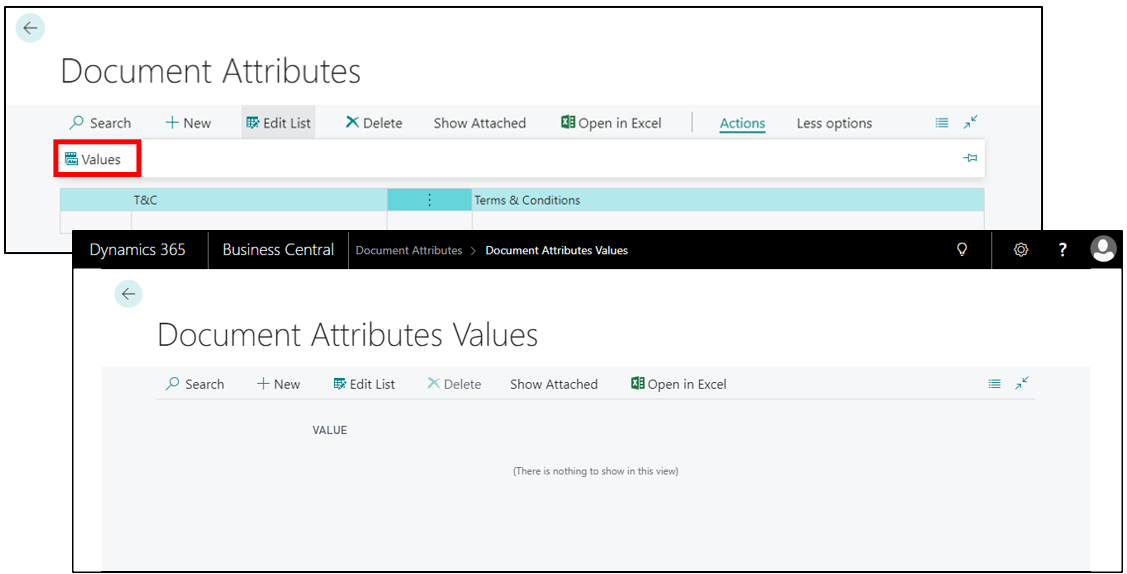 Document Attributes
Search New Edit List Delete Show Attached Open in Excel Actions Less options
Values
T&C Terms & Conditions
Dynamics 365 Business Central Document Attributes > Document Attributes Values ?
Document Attributes Values
Search New Edit List Delete Show Attached Open in Excel
VALUE
(There is nothing to show in this view)